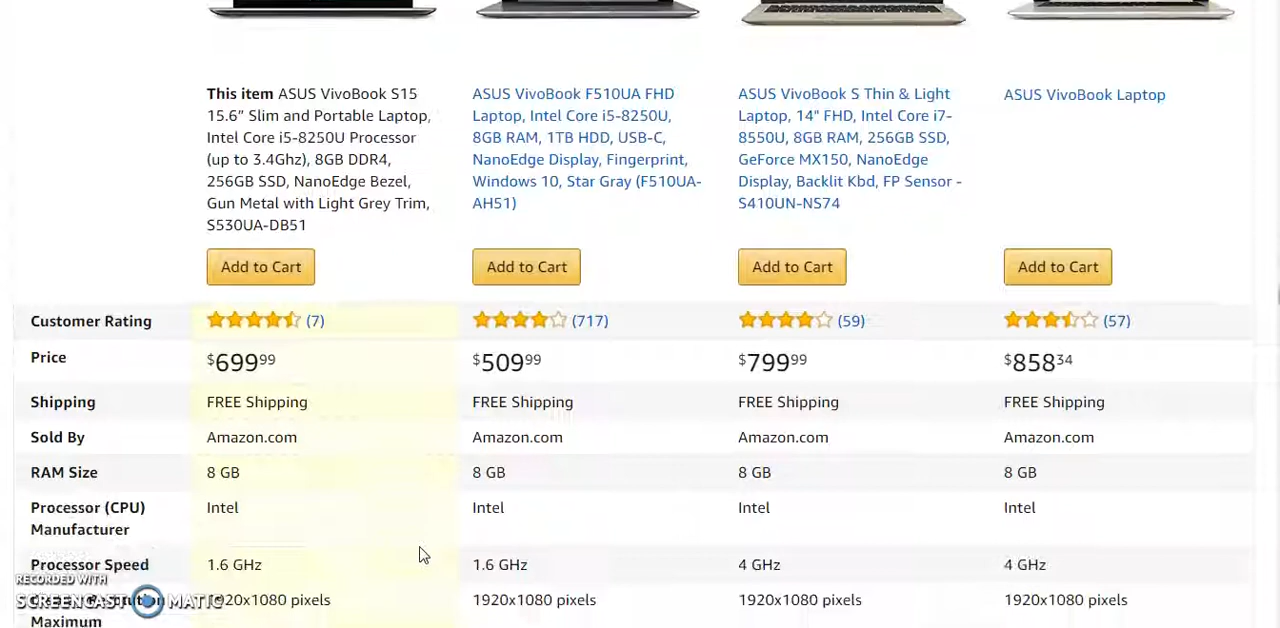 This item ASUS VivoBook S15
15.6” Slim and Portable Laptop,
Intel Core i5-8250U Processor
(up to 3.4Ghz), 8GB DDR4,
256GB SSD, NanoEdge Bezel,
Gun Metal with Light Grey Trim,
S530UA-DB51
ASUS VivoBook F510UA FHD
Laptop, Intel Core i5-8250U,
8GB RAM, 1TB HDD, USB-C,
NanoEdge Display, Fingerprint,
Windows 10, Star Gray (F510UA-
AH51)
ASUS VivoBook S Thin & Light
Laptop, 14" FHD, Intel Core i7-
8550U, 8GB RAM, 256GB SSD,
GeForce MX150, NanoEdge
Display, Backlit Kbd, FP Sensor -
S410UN-NS74
ASUS VivoBook Laptop
Add to Cart Add to Cart Add to Cart Add to Cart
Customer Rating (7) (717) (59) (57)
Price $699.99 $509.99 $799.99 $858.34
Shipping FREE Shipping FREE Shipping FREE Shipping FREE Shipping
Sold By Amazon.com Amazon.com Amazon.com Amazon.com
RAM Size 8 GB 8 GB 8 GB 8 GB
Processor (CPU)
Manufacturer Intel Intel Intel Intel
Processor Speed 1.6 GHz 1.6 GHz 4 GHz 4 GHz
RECORDED WITH
SCREENCAST MATIC
1920x1080 pixels 1920x1080 pixels 1920x1080 pixels 1920x1080 pixels
Maximum